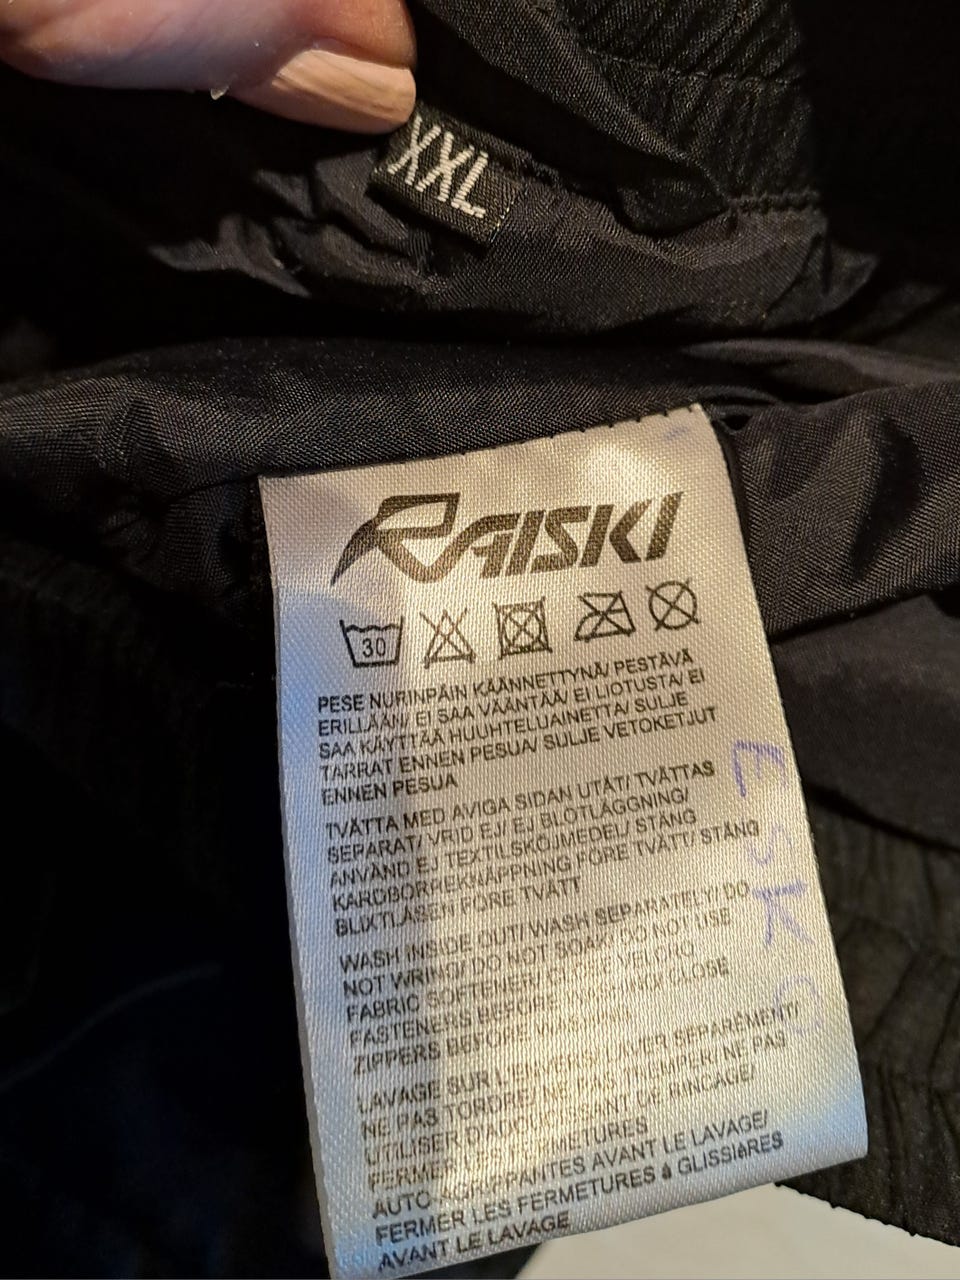 XXL
RAISKI
30
PESE NURINPÄIN KÄÄNNETTYNÄ/ PESTÄVÄ
ERILLÄÄN/ EI SAA VÄÄNTÄÄ/ EI LIOTUSTA/ EI
SAA KÄYTTÄÄ HUUHTELUAINETTA/ SULJE
TARRAT ENNEN PESUA/ SULJE VETOKETJUT
ENNEN PESUA
TVÄTTA MED AVIGA SIDAN UTÅT/ TVÄTTAS
SEPARAT/ VRID EJ/ EJ BLÖTLÄGGNING/
ANVÄND EJ TEXTILSKÖJMEDEL/ STÄNG
KARDBORREKNÄPPNING FÖRE TVÄTT/ STÄNG
BLIXTLÅSEN FÖRE TVÄTT
WASH INSIDE OUT/ WASH SEPARATELY/ DO
NOT WRING/ DO NOT SOAK/ DO NOT USE
FABRIC SOFTENER/ CLOSE VELCRO
FASTENERS BEFORE WASHING/ CLOSE
ZIPPERS BEFORE WASHING
LAVAGE SUR L'ENVERS/ LAVER SEPARÉMENT/
NE PAS TORDRE/ NE PAS TREMPER/ NE PAS
UTILISER D'ADOUCISSANT DE RINCAGE/
FERMER LES FERMETURES
AUTO-AGRIPPANTES AVANT LE LAVAGE/
FERMER LES FERMETURES à GLISSIèRES
AVANT LE LAVAGE
ESKO